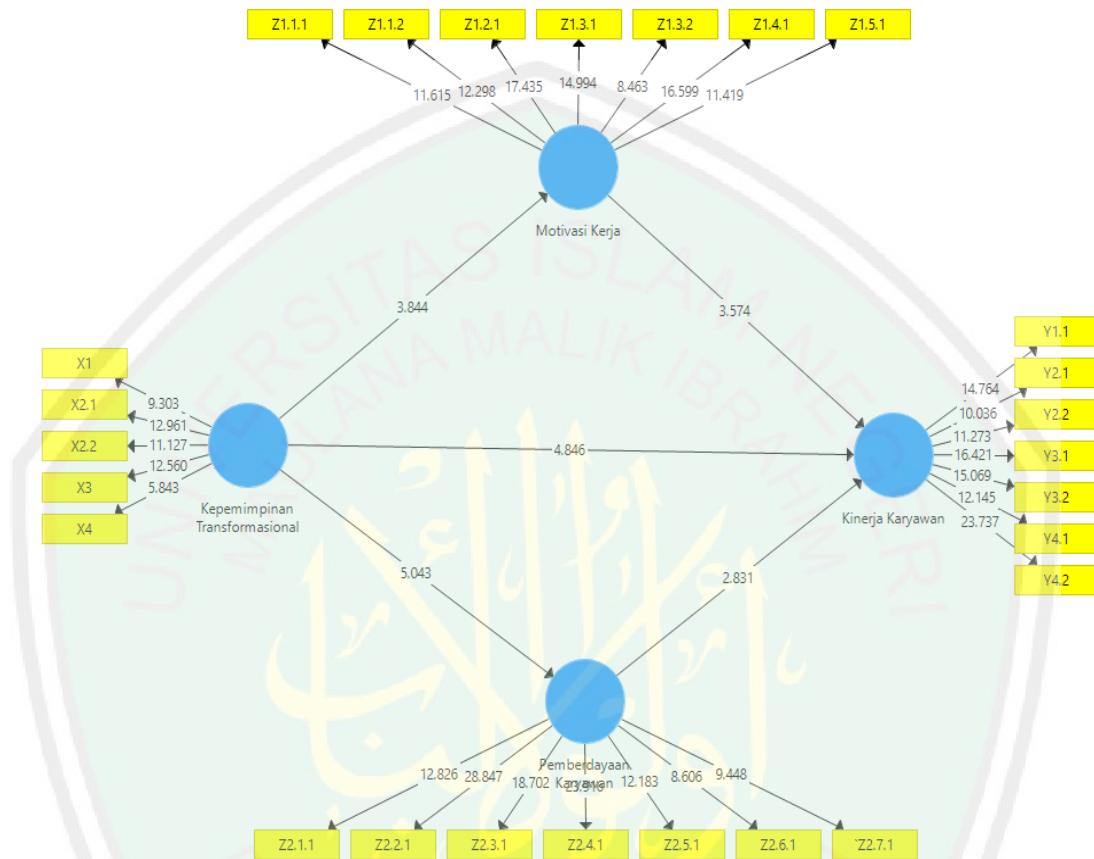 Z1.1.1 Z1.1.2 Z1.2.1 Z1.3.1 Z1.3.2 Z1.4.1 Z1.5.1
11.615 12.298 17.435 14.994 8.463 16.599 11.419
Motivasi Kerja
3.844
3.574
UNIVERSITAS ISLAM NEGERI
MAULANA MALIK IBRAHIM
X1
X2.1
X2.2
X3
X4
9.303
12.961
11.127
12.560
5.843
Kepemimpinan
Transformasional
4.846
Y1.1
Y2.1
Y2.2
Y3.1
Y3.2
Y4.1
Y4.2
14.764
10.036
11.273
16.421
15.069
12.145
23.737
Kinerja Karyawan
5.043
2.831
Pemberdayaan
Karyawan
12.826 28.847 18.702 23.916 12.183 8.606 9.448
Z2.1.1 Z2.2.1 Z2.3.1 Z2.4.1 Z2.5.1 Z2.6.1 `Z2.7.1